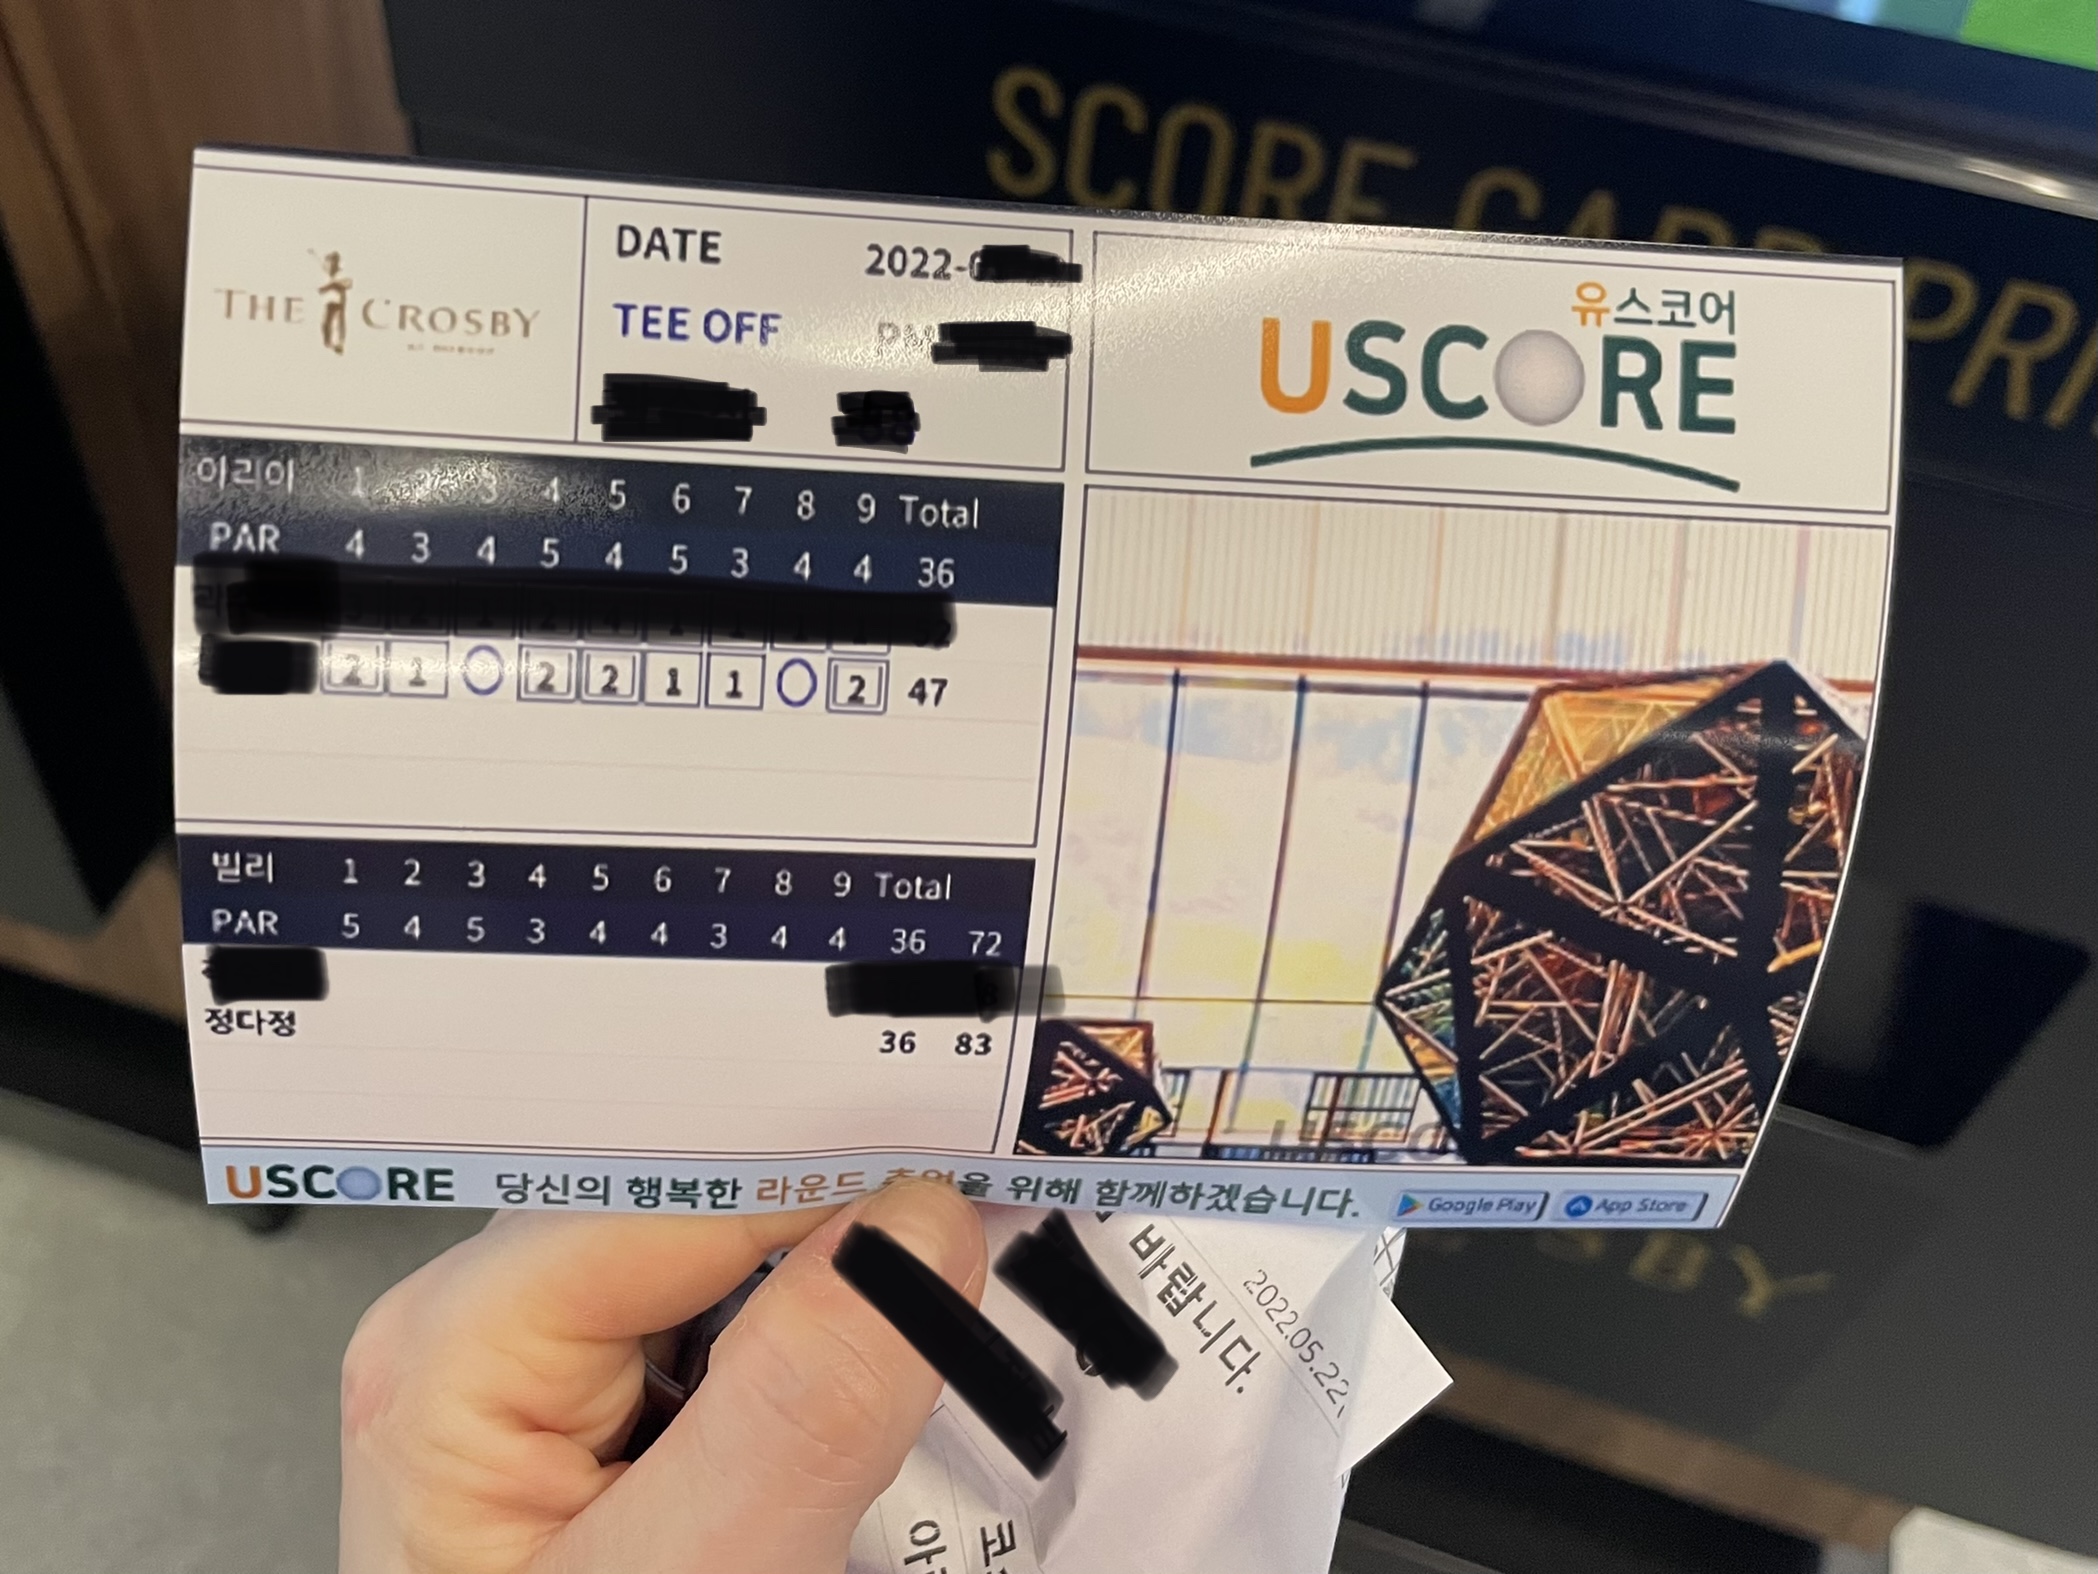 SCORE CARD PRI
THE CROSBY
DATE 2022-
TEE OFF
유스코어
USCORE
어리이 1 2 3 4 5 6 7 8 9 Total
PAR 4 3 4 5 4 5 3 4 4 36
2 1 O 2 2 1 1 O 2 47
빌리 1 2 3 4 5 6 7 8 9 Total
PAR 5 4 5 3 4 4 3 4 4 36 72
정다정
36 83
USCORE 당신의 행복한 라운드 추억을 위해 함께하겠습니다. Google Play App Store
바랍니다.
2022.05.22